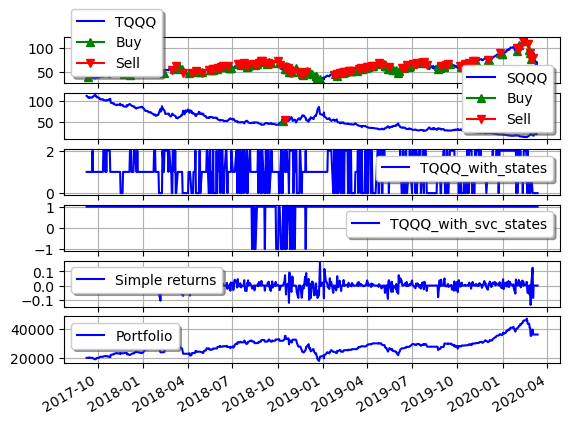 TQQQ
Buy
Sell
100
50
SQQQ
Buy
Sell
100
50
2
0
TQQQ_with_states
1
0
−1
TQQQ_with_svc_states
0.1
0.0
−0.1
Simple returns
40000
20000
Portfolio
2017-10 2018-01 2018-04 2018-07 2018-10 2019-01 2019-04 2019-07 2019-10 2020-01 2020-04